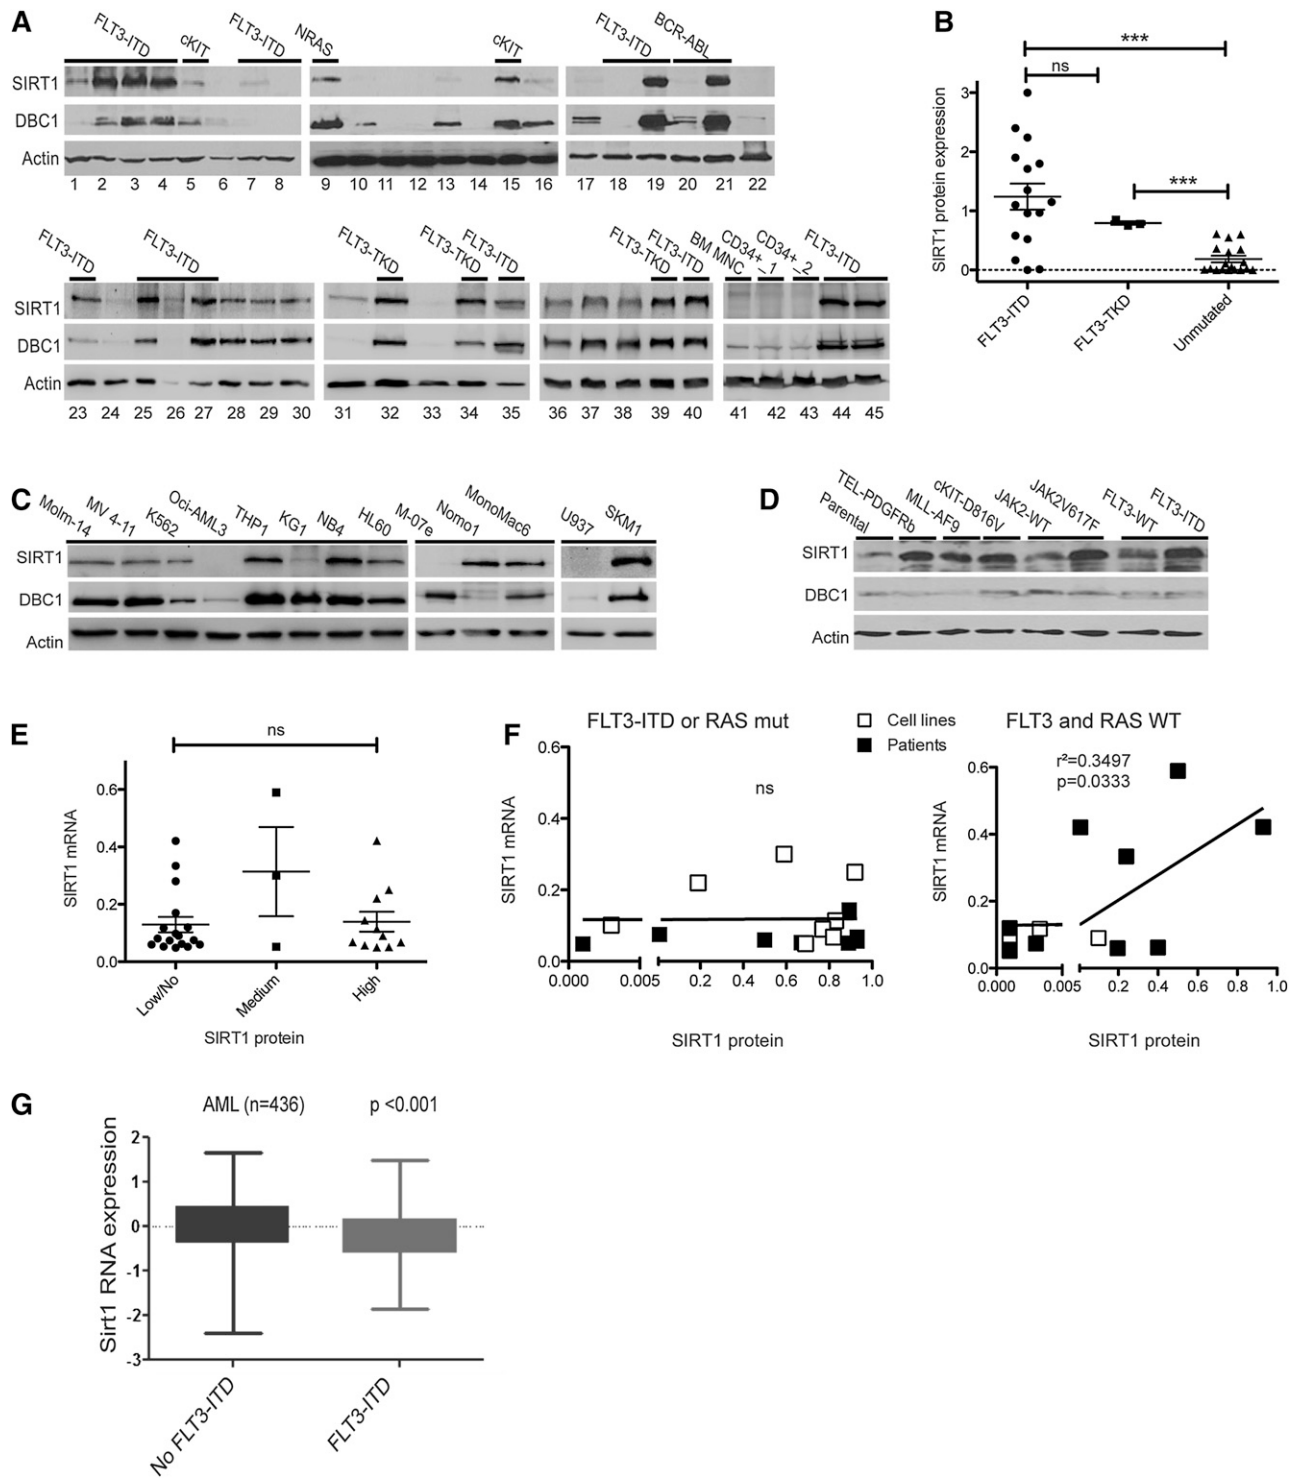 A
FLT3-ITD
cKIT
FLT3-ITD
NRAS
cKIT
FLT3-ITD
BCR-ABL
SIRT1
DBC1
Actin
1 2 3 4 5 6 7 8 9 10 11 12 13 14 15 16 17 18 19 20 21 22
FLT3-ITD
FLT3-ITD
FLT3-TKD
FLT3-TKD
FLT3-ITD
FLT3-TKD
FLT3-ITD
BM MNC
CD34+_1
CD34+_2
FLT3-ITD
SIRT1
DBC1
Actin
23 24 25 26 27 28 29 30 31 32 33 34 35 36 37 38 39 40 41 42 43 44 45
B
***
ns
***
SIRT1 protein expression
3
2
1
0
FLT3-ITD
FLT3-TKD
Unmutated
C
Molm-14
MV 4-11
K562
Oci-AML3
THP1
KG1
NB4
HL60
M-07e
Nomo1
MonoMac6
U937
SKM1
SIRT1
DBC1
Actin
D
Parental
TEL-PDGFRb
MLL-AF9
cKIT-D816V
JAK2-WT
JAK2V617F
FLT3-WT
FLT3-ITD
SIRT1
DBC1
Actin
E
ns
SIRT1 mRNA
0.6
0.4
0.2
0.0
Low/No
Medium
High
SIRT1 protein
F
FLT3-ITD or RAS mut
Cell lines
Patients
ns
SIRT1 mRNA
0.6
0.4
0.2
0.0
0.000 0.005 0.2 0.4 0.6 0.8 1.0
SIRT1 protein
FLT3 and RAS WT
r²=0.3497
p=0.0333
SIRT1 mRNA
0.6
0.4
0.2
0.0
0.000 0.005 0.2 0.4 0.6 0.8 1.0
SIRT1 protein
G
AML (n=436) p <0.001
Sirt1 RNA expression
2
1
0
-1
-2
-3
No FLT3-ITD
FLT3-ITD